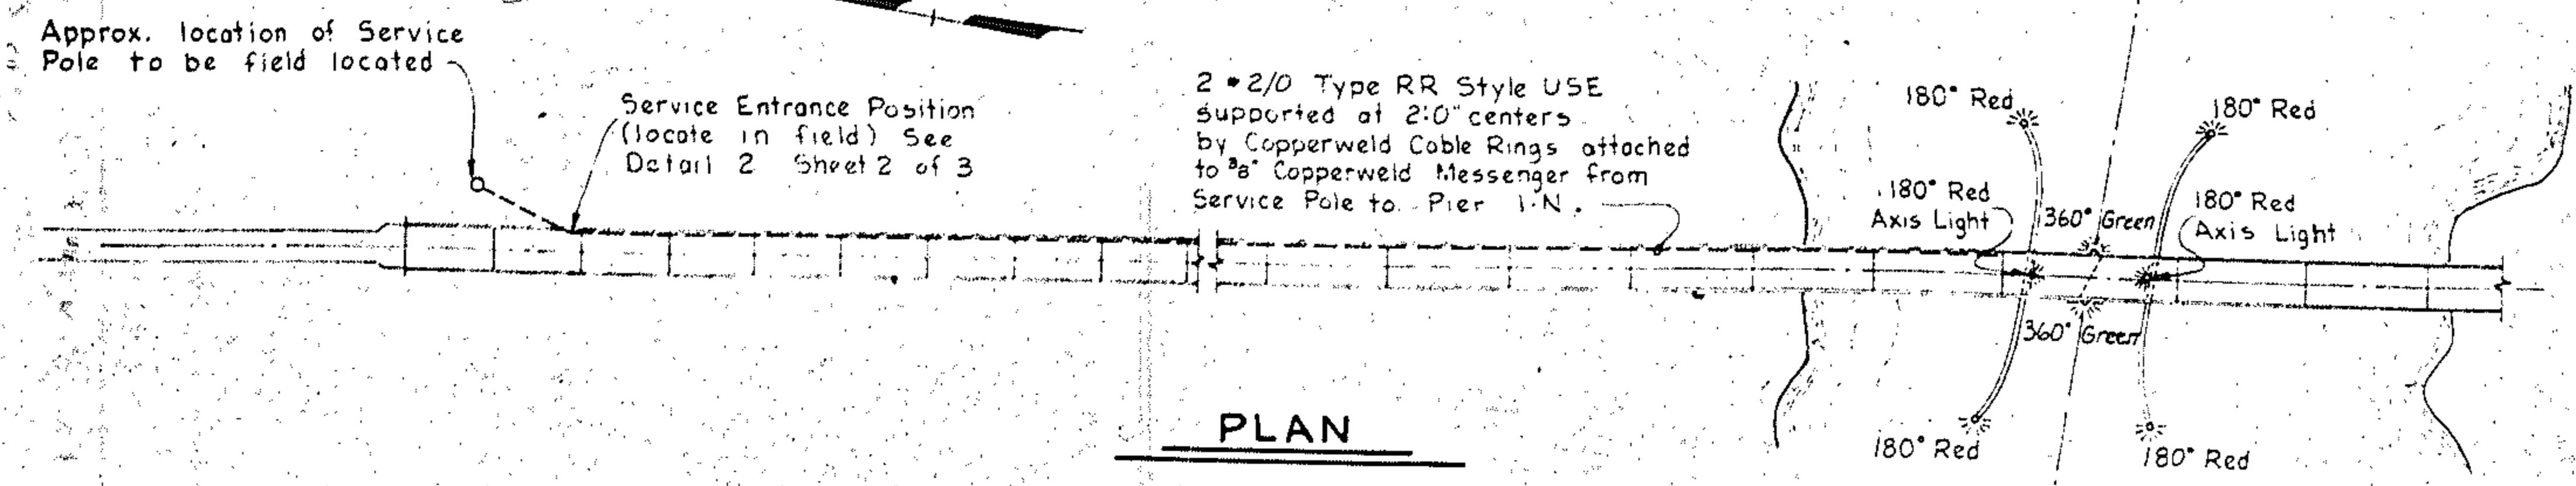 Approx. location of Service
Pole to be field located
Service Entrance Position
(locate in field) See
Detail 2 Sheet 2 of 3
2 #2/0 Type RR Style USE
supported at 2'-0" centers
by Copperweld Cable Rings attached
to 3/8" Copperweld Messenger from
Service Pole to Pier 1-N.
180° Red
180° Red
180° Red
Axis Light
360° Green
180° Red
Axis Light
360° Green
180° Red
180° Red
PLAN